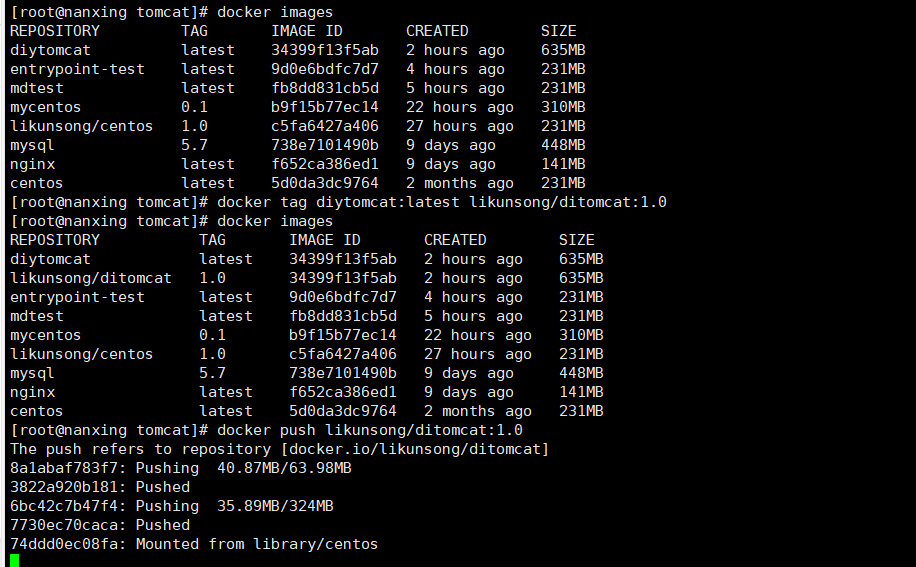 [root@nanxing tomcat]# docker images
REPOSITORY         TAG       IMAGE ID       CREATED        SIZE
diytomcat          latest    34399f13f5ab   2 hours ago    635MB
entrypoint-test    latest    9d0e6bdfc7d7   4 hours ago    231MB
mdtest             latest    fb8dd831cb5d   5 hours ago    231MB
mycentos           0.1       b9f15b77ec14   22 hours ago   310MB
likunsong/centos   1.0       c5fa6427a406   27 hours ago   231MB
mysql              5.7       738e7101490b   9 days ago     448MB
nginx              latest    f652ca386ed1   9 days ago     141MB
centos             latest    5d0da3dc9764   2 months ago   231MB
[root@nanxing tomcat]# docker tag diytomcat:latest likunsong/ditomcat:1.0
[root@nanxing tomcat]# docker images
REPOSITORY           TAG       IMAGE ID       CREATED        SIZE
diytomcat            latest    34399f13f5ab   2 hours ago    635MB
likunsong/ditomcat   1.0       34399f13f5ab   2 hours ago    635MB
entrypoint-test      latest    9d0e6bdfc7d7   4 hours ago    231MB
mdtest               latest    fb8dd831cb5d   5 hours ago    231MB
mycentos             0.1       b9f15b77ec14   22 hours ago   310MB
likunsong/centos     1.0       c5fa6427a406   27 hours ago   231MB
mysql                5.7       738e7101490b   9 days ago     448MB
nginx                latest    f652ca386ed1   9 days ago     141MB
centos               latest    5d0da3dc9764   2 months ago   231MB
[root@nanxing tomcat]# docker push likunsong/ditomcat:1.0
The push refers to repository [docker.io/likunsong/ditomcat]
8a1abaf783f7: Pushing  40.87MB/63.98MB
3822a920b181: Pushed
6bc42c7b47f4: Pushing  35.89MB/324MB
7730ec70caca: Pushed
74ddd0ec08fa: Mounted from library/centos